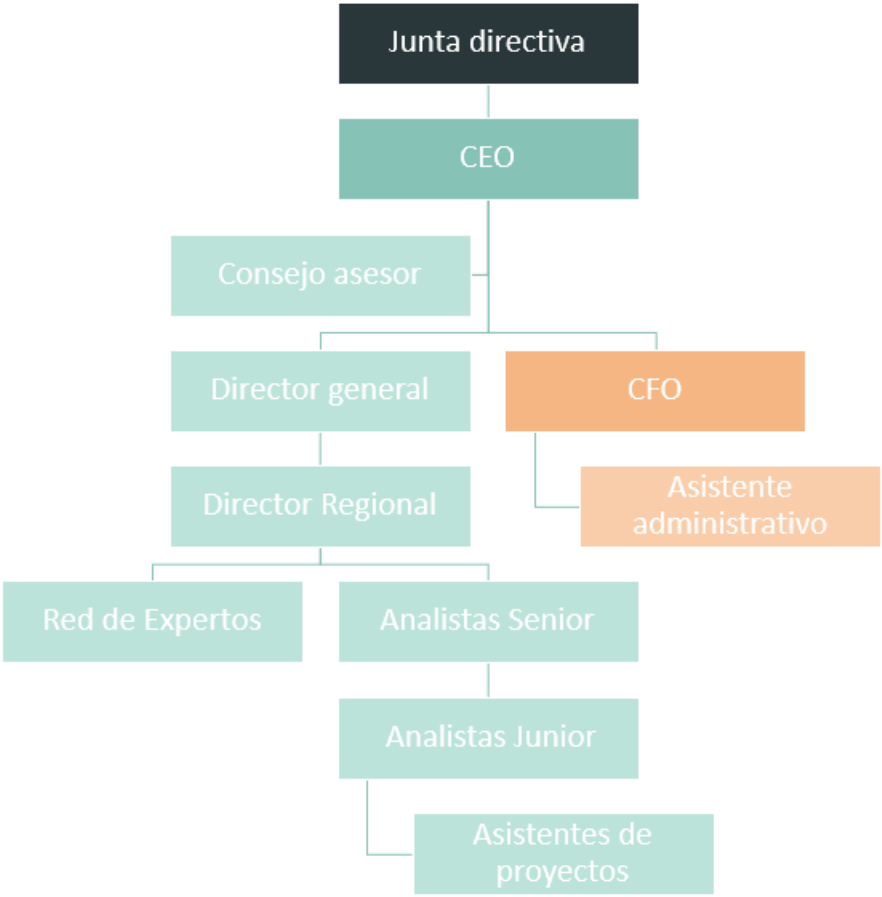 Junta directiva
CEO
Consejo asesor
Director general
CFO
Director Regional
Asistente
administrativo
Red de Expertos
Analistas Senior
Analistas Junior
Asistentes de
proyectos